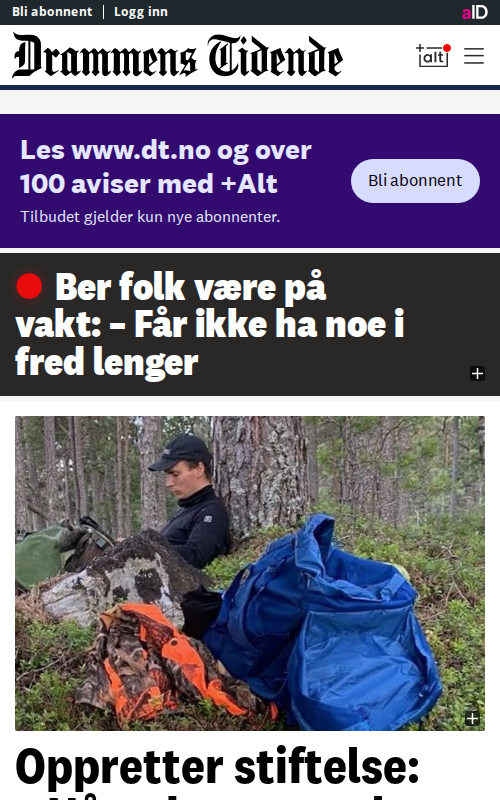 Bli abonnent | Logg inn
aID
Drammens Tidende
+alt
Les www.dt.no og over
100 aviser med +Alt
Tilbudet gjelder kun nye abonnenter.
Bli abonnent
Ber folk være på
vakt: – Får ikke ha noe i
fred lenger
Oppretter stiftelse: